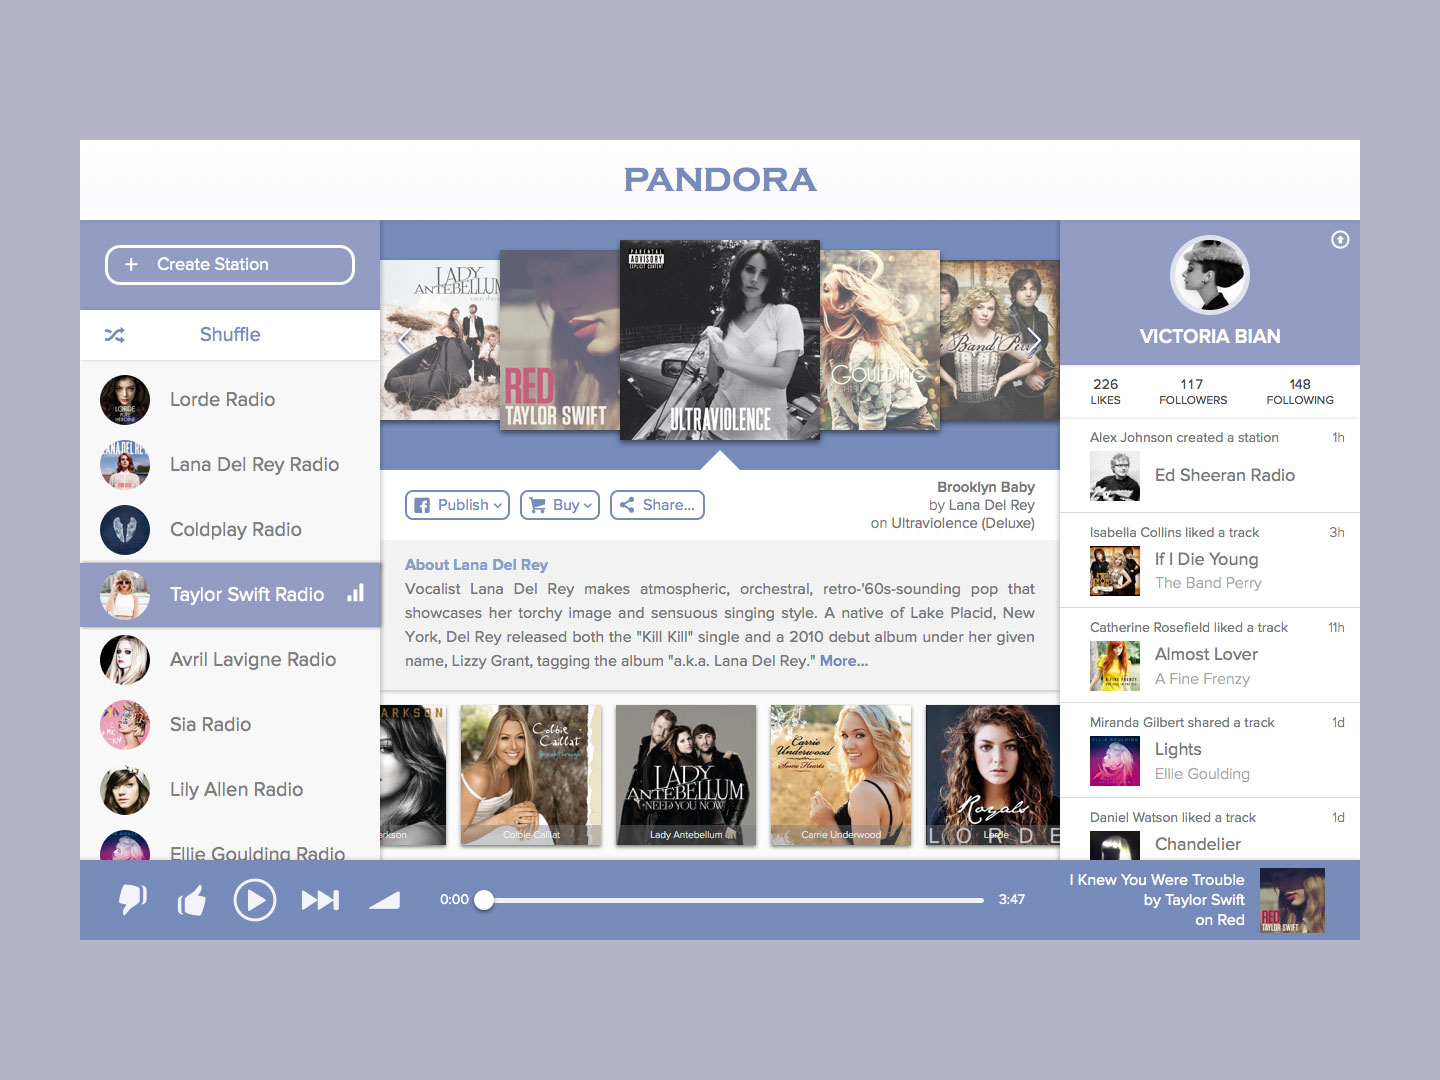 PANDORA
+ Create Station
Shuffle
Lorde Radio
Lana Del Rey Radio
Coldplay Radio
Taylor Swift Radio
Avril Lavigne Radio
Sia Radio
Lily Allen Radio
Ellie Goulding Radio
LADY
ANTEBELLUM
RED
TAYLOR SWIFT
PARENTAL
ADVISORY
EXPLICIT CONTENT
ULTRAVIOLENCE
GOULDING
Band Perry
Publish
Buy
Share...
Brooklyn Baby
by Lana Del Rey
on Ultraviolence (Deluxe)
About Lana Del Rey
Vocalist Lana Del Rey makes atmospheric, orchestral, retro-'60s-sounding pop that
showcases her torchy image and sensuous singing style. A native of Lake Placid, New
York, Del Rey released both the "Kill Kill" single and a 2010 debut album under her given
name, Lizzy Grant, tagging the album "a.k.a. Lana Del Rey." More...
ARKSON
arkson
Colbie
Caillat
Breakthrough
Colbie Caillat
LADY
ANTEBELLUM
NEED YOU NOW
Lady Antebellum
Carrie
Underwood
Some Hearts
Carrie Underwood
Royals
LORDE
Lorde
VICTORIA BIAN
226
LIKES
117
FOLLOWERS
148
FOLLOWING
Alex Johnson created a station 1h
Ed Sheeran Radio
Isabella Collins liked a track 3h
If I Die Young
The Band Perry
Catherine Rosefield liked a track 11h
Almost Lover
A Fine Frenzy
A FINE FRENZY
Miranda Gilbert shared a track 1d
Lights
Ellie Goulding
ELLIE GOULDING
Daniel Watson liked a track 1d
Chandelier
0:00
3:47
I Knew You Were Trouble
by Taylor Swift
on Red
RED
TAYLOR SWIFT